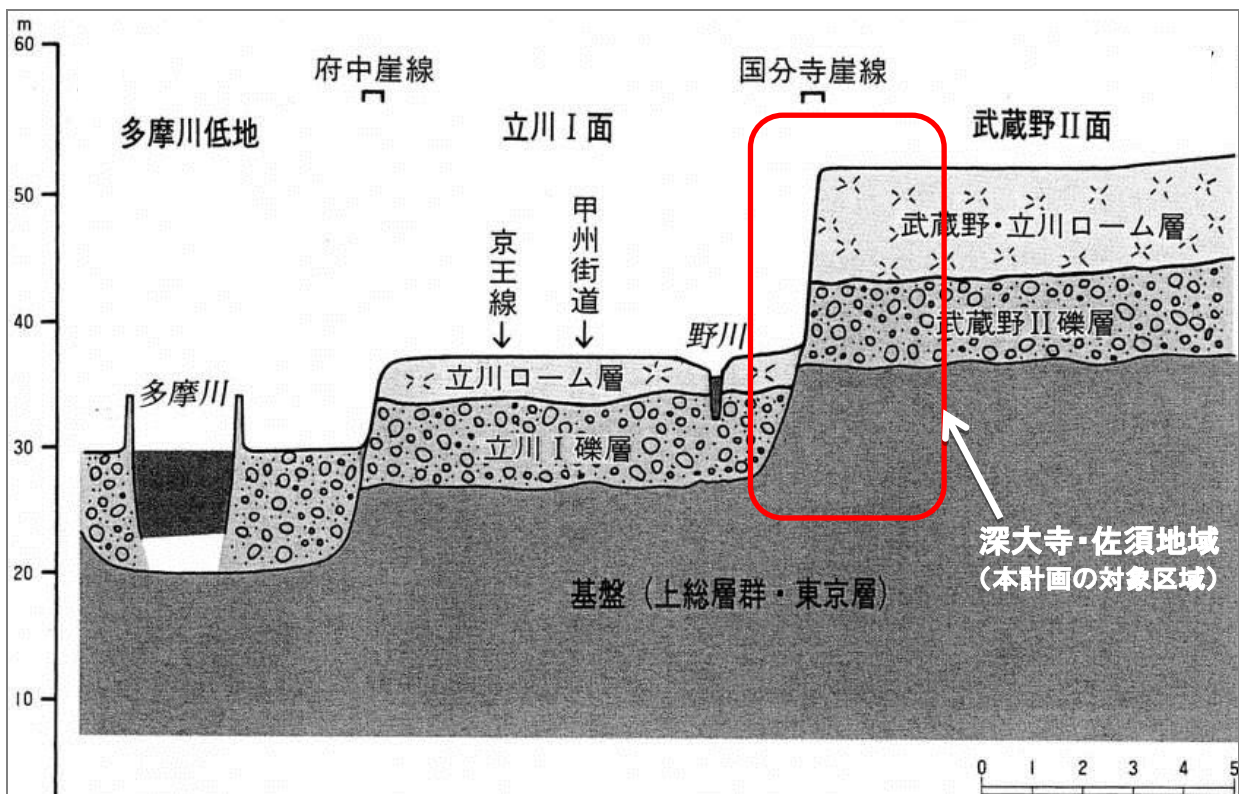 m
60
50
40
30
20
10
府中崖線
国分寺崖線
多摩川低地
立川Ⅰ面
武蔵野Ⅱ面
京王線
甲州街道
野川
多摩川
武蔵野・立川ローム層
武蔵野Ⅱ礫層
立川ローム層
立川Ⅰ礫層
深大寺・佐須地域
（本計画の対象区域）
基盤（上総層群・東京層）
0 1 2 3 4 5